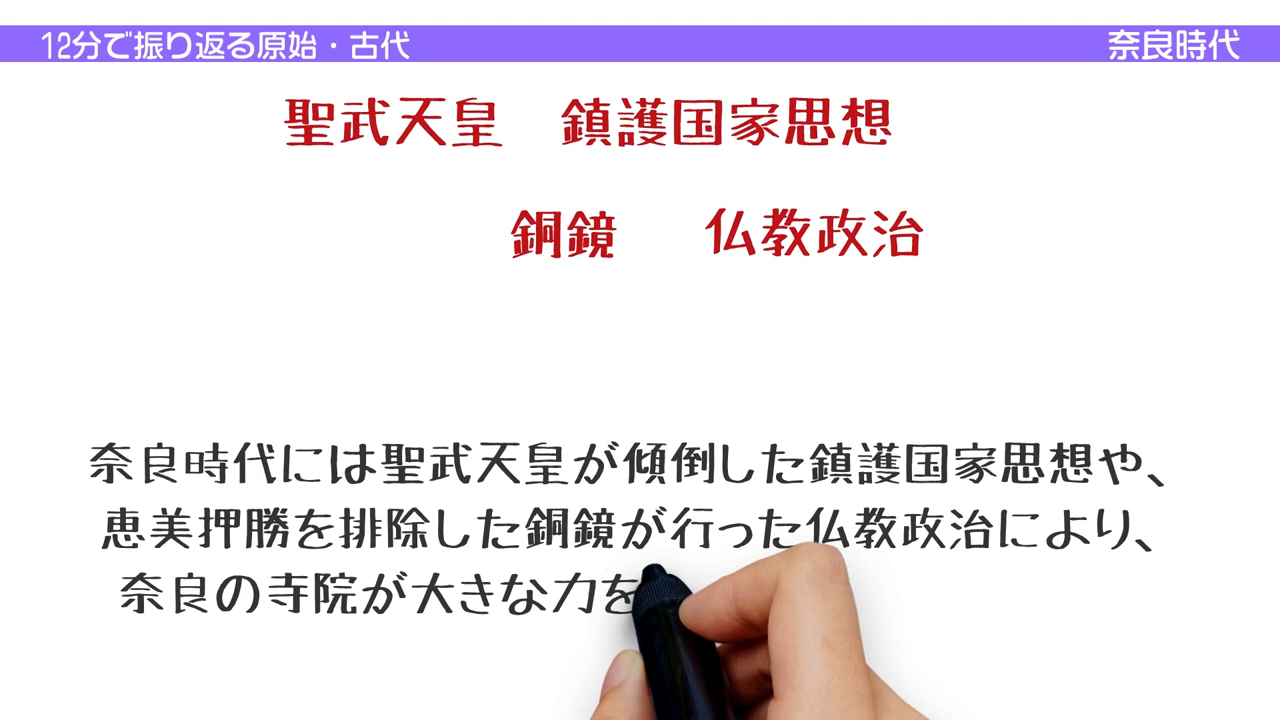 12分で振り返る原始・古代
奈良時代
聖武天皇　鎮護国家思想
銅鏡　仏教政治
奈良時代には聖武天皇が傾倒した鎮護国家思想や、
恵美押勝を排除した銅鏡が行った仏教政治により、
奈良の寺院が大きな力を